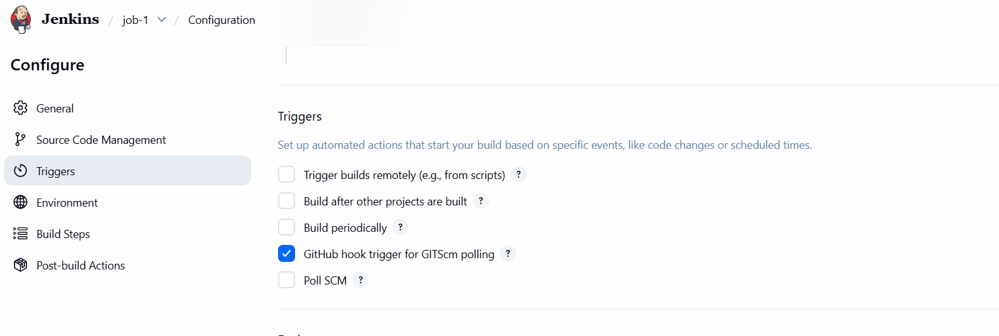 Jenkins / job-1 / Configuration
Configure
General
Source Code Management
Triggers
Environment
Build Steps
Post-build Actions
Triggers
Set up automated actions that start your build based on specific events, like code changes or scheduled times.
Trigger builds remotely (e.g., from scripts) ?
Build after other projects are built ?
Build periodically ?
GitHub hook trigger for GITScm polling ?
Poll SCM ?